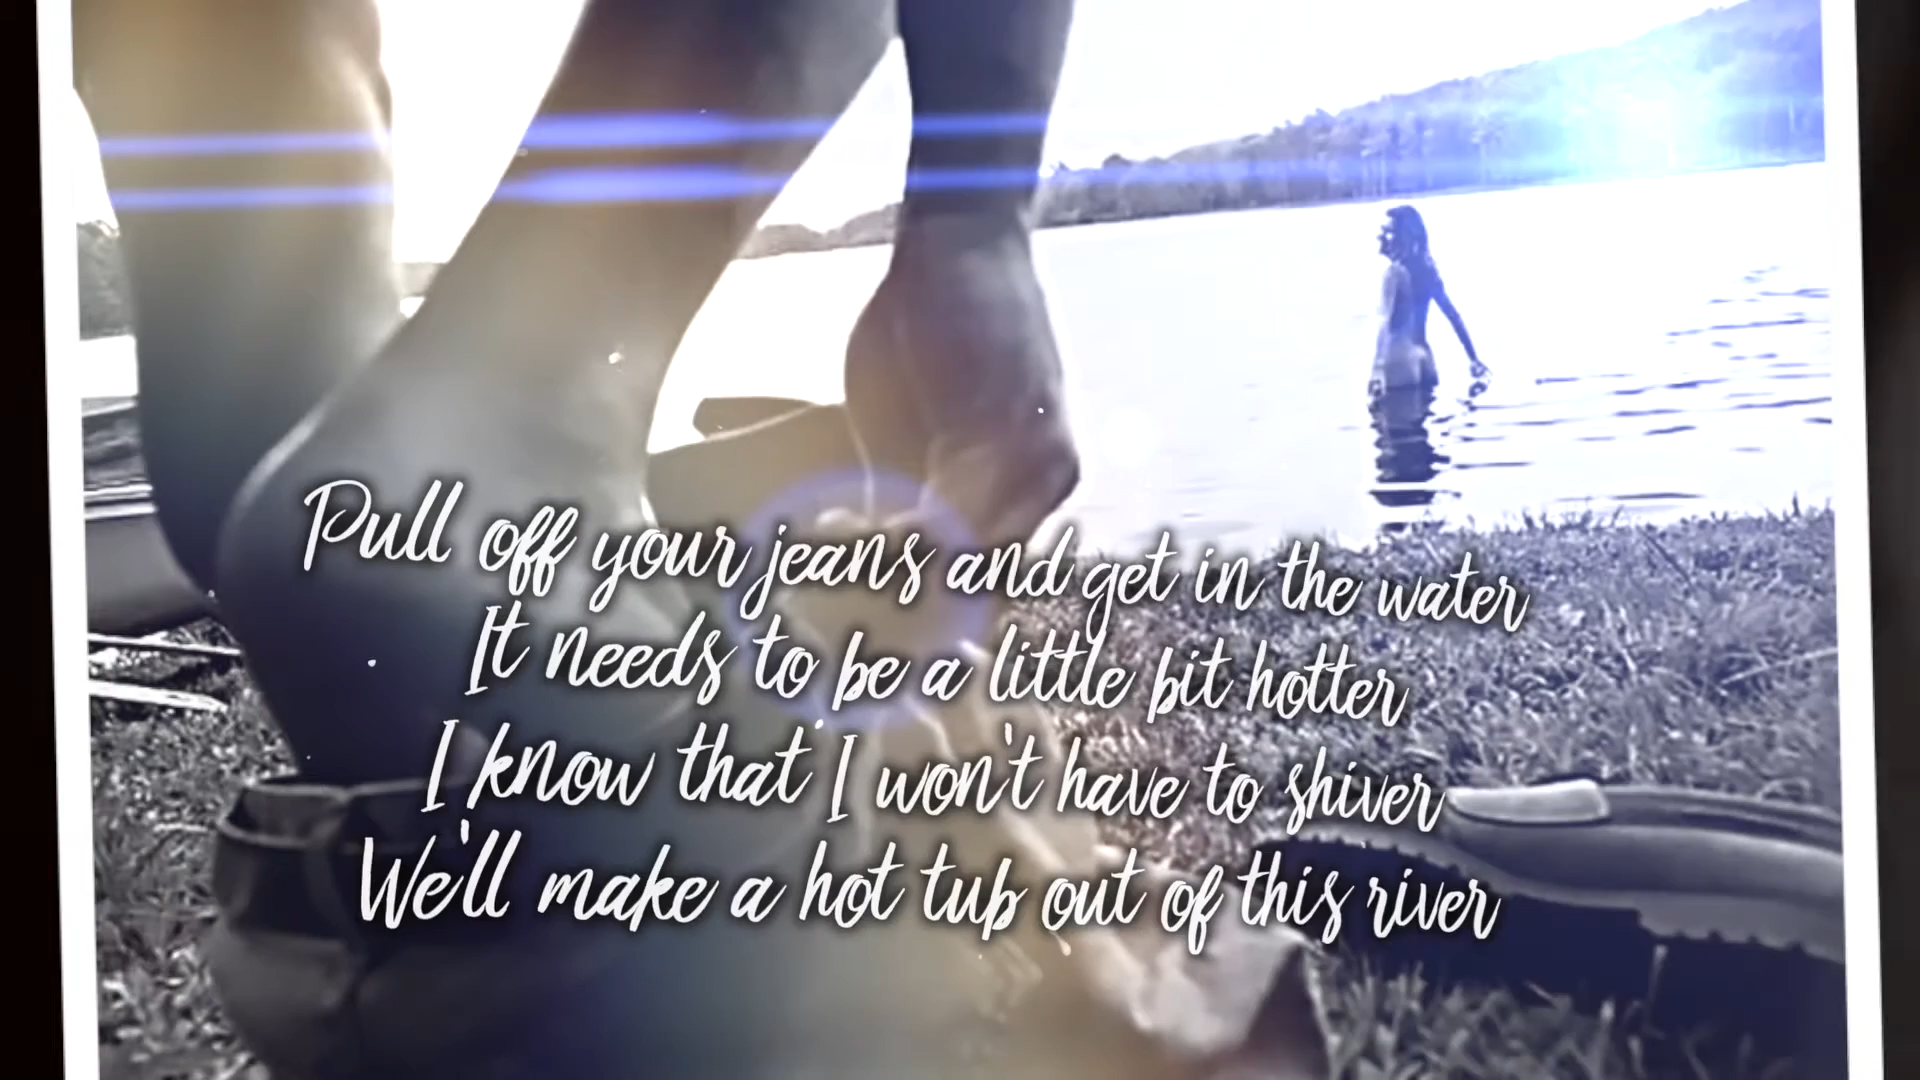 Pull off your jeans and get in the water
It needs to be a little bit hotter
I know that I won't have to shiver
We'll make a hot tub out of this river